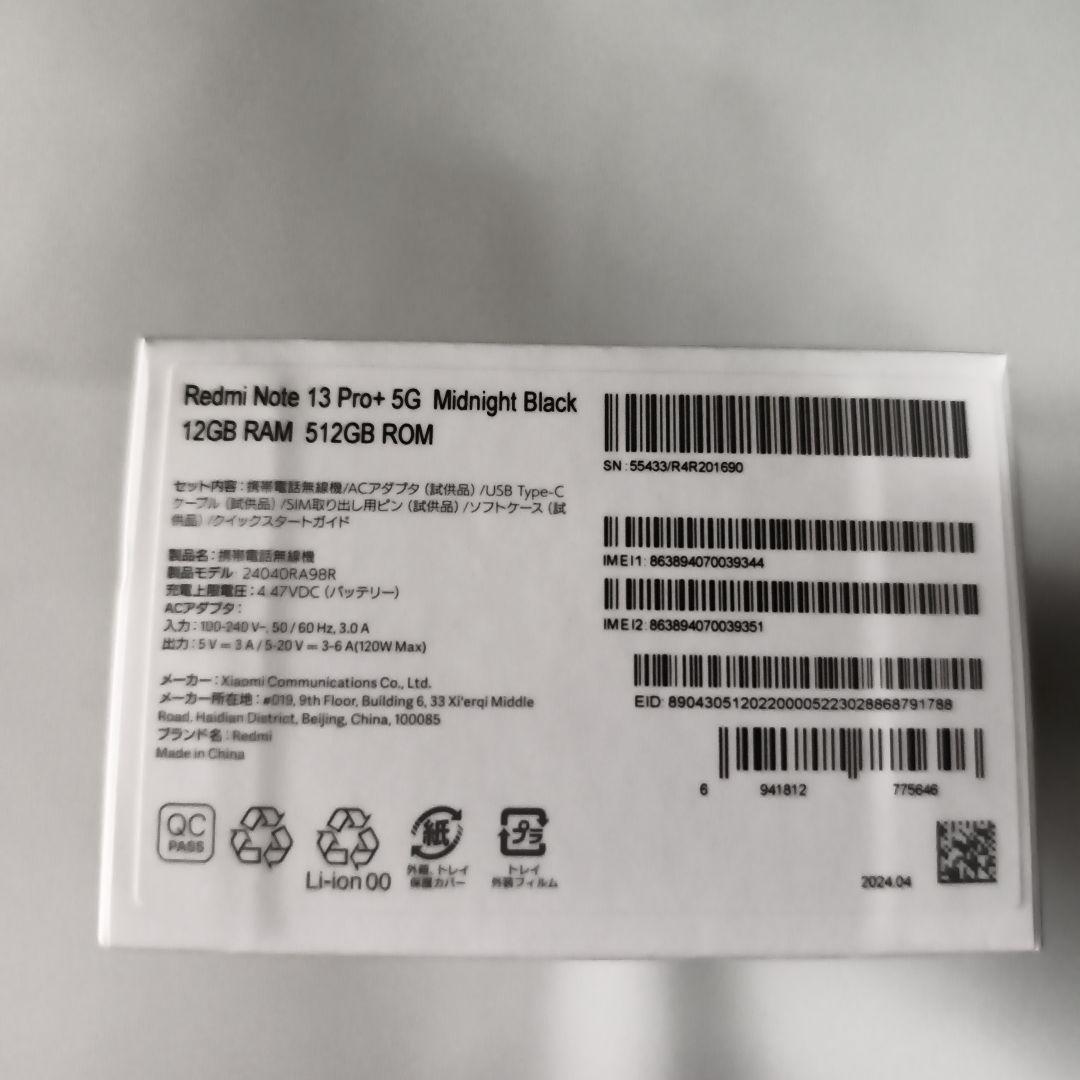 Redmi Note 13 Pro+ 5G Midnight Black
12GB RAM 512GB ROM
セット内容：携帯電話無線機/ACアダプタ（試供品）/USB Type-C
ケーブル（試供品）/SIM取り出し用ピン（試供品）/ソフトケース（試
供品）/クイックスタートガイド
製品名：携帯電話無線機
製品モデル 24040RA98R
充電上限電圧：4.47VDC（バッテリー）
ACアダプタ：
入力：100-240 V~, 50 / 60 Hz, 3.0 A
出力：5 V = 3 A / 5-20 V = 3-6 A(120W Max)
メーカー：Xiaomi Communications Co., Ltd.
メーカー所在地：#019, 9th Floor, Building 6, 33 Xi'erqi Middle
Road, Haidian District, Beijing, China, 100085
ブランド名：Redmi
Made in China
SN : 55433/R4R201690
IMEI1: 863894070039344
IMEI2: 863894070039351
EID: 89043051202200005223028868791788
6 941812 775646
QC
PASS
Li-ion 00
紙
外箱、トレイ
保護カバー
プラ
トレイ
外装フィルム
2024.04